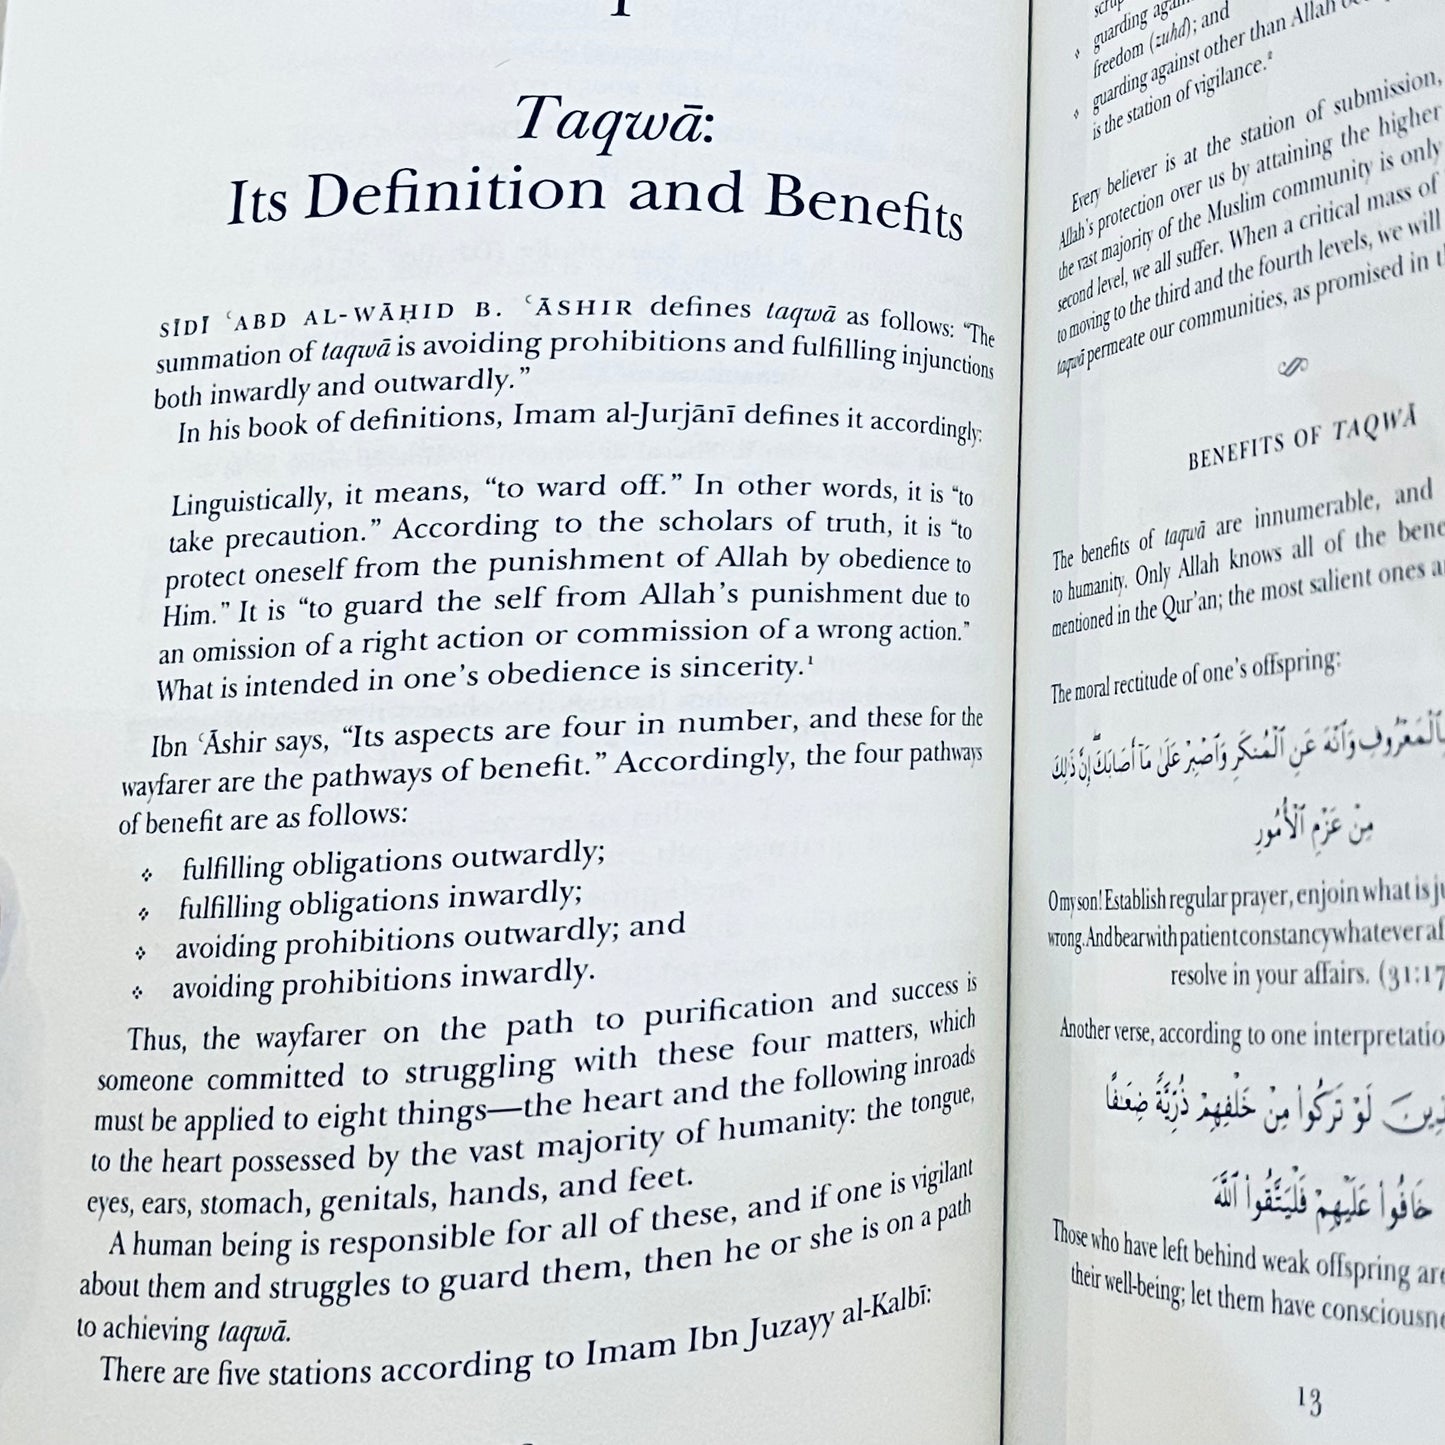 Taqwā:
Its Definition and Benefits
SĪDĪ ʿABD AL-WĀḤID B. ʿĀSHIR defines taqwā as follows: “The
summation of taqwā is avoiding prohibitions and fulfilling injunctions
both inwardly and outwardly.”
In his book of definitions, Imam al-Jurjānī defines it accordingly:
Linguistically, it means, “to ward off.” In other words, it is “to
take precaution.” According to the scholars of truth, it is “to
protect oneself from the punishment of Allah by obedience to
Him.” It is “to guard the self from Allah’s punishment due to
an omission of a right action or commission of a wrong action.”
What is intended in one’s obedience is sincerity.¹
Ibn ʿĀshir says, “Its aspects are four in number, and these for the
wayfarer are the pathways of benefit.” Accordingly, the four pathways
of benefit are as follows:
fulfilling obligations outwardly;
fulfilling obligations inwardly;
avoiding prohibitions outwardly; and
avoiding prohibitions inwardly.
Thus, the wayfarer on the path to purification and success is
someone committed to struggling with these four matters, which
must be applied to eight things—the heart and the following inroads
to the heart possessed by the vast majority of humanity: the tongue,
eyes, ears, stomach, genitals, hands, and feet.
A human being is responsible for all of these, and if one is vigilant
about them and struggles to guard them, then he or she is on a path
to achieving taqwā.
There are five stations according to Imam Ibn Juzayy al-Kalbī:
guarding
freedom (zuhd); and
guarding against other than Allah
is the station of vigilance.²
Every believer is at the station of submission,
Allah’s protection over us by attaining the higher
the vast majority of the Muslim community is only
second level, we all suffer. When a critical mass of
to moving to the third and the fourth levels, we will
taqwā permeate our communities, as promised in
BENEFITS OF TAQWĀ
The benefits of taqwā are innumerable, and
to humanity. Only Allah knows all of the
mentioned in the Qur’an; the most salient ones
The moral rectitude of one’s offspring:
بِٱلْمَعْرُوفِ وَٱنْهَ عَنِ ٱلْمُنكَرِ وَٱصْبِرْ عَلَىٰ مَآ أَصَابَكَ ۖ إِنَّ ذَٰلِكَ
مِنْ عَزْمِ ٱلْأُمُورِ
O my son! Establish regular prayer, enjoin what is
wrong. And bear with patient constancy whatever
resolve in your affairs. (31:17
Another verse, according to one
لَوْ تَرَكُوا۟ مِنْ خَلْفِهِمْ ذُرِّيَّةً ضِعَٰفًا
خَافُوا۟ عَلَيْهِمْ فَلْيَتَّقُوا۟ ٱللَّهَ
Those who have left behind weak offspring
their well-being; let them have
13